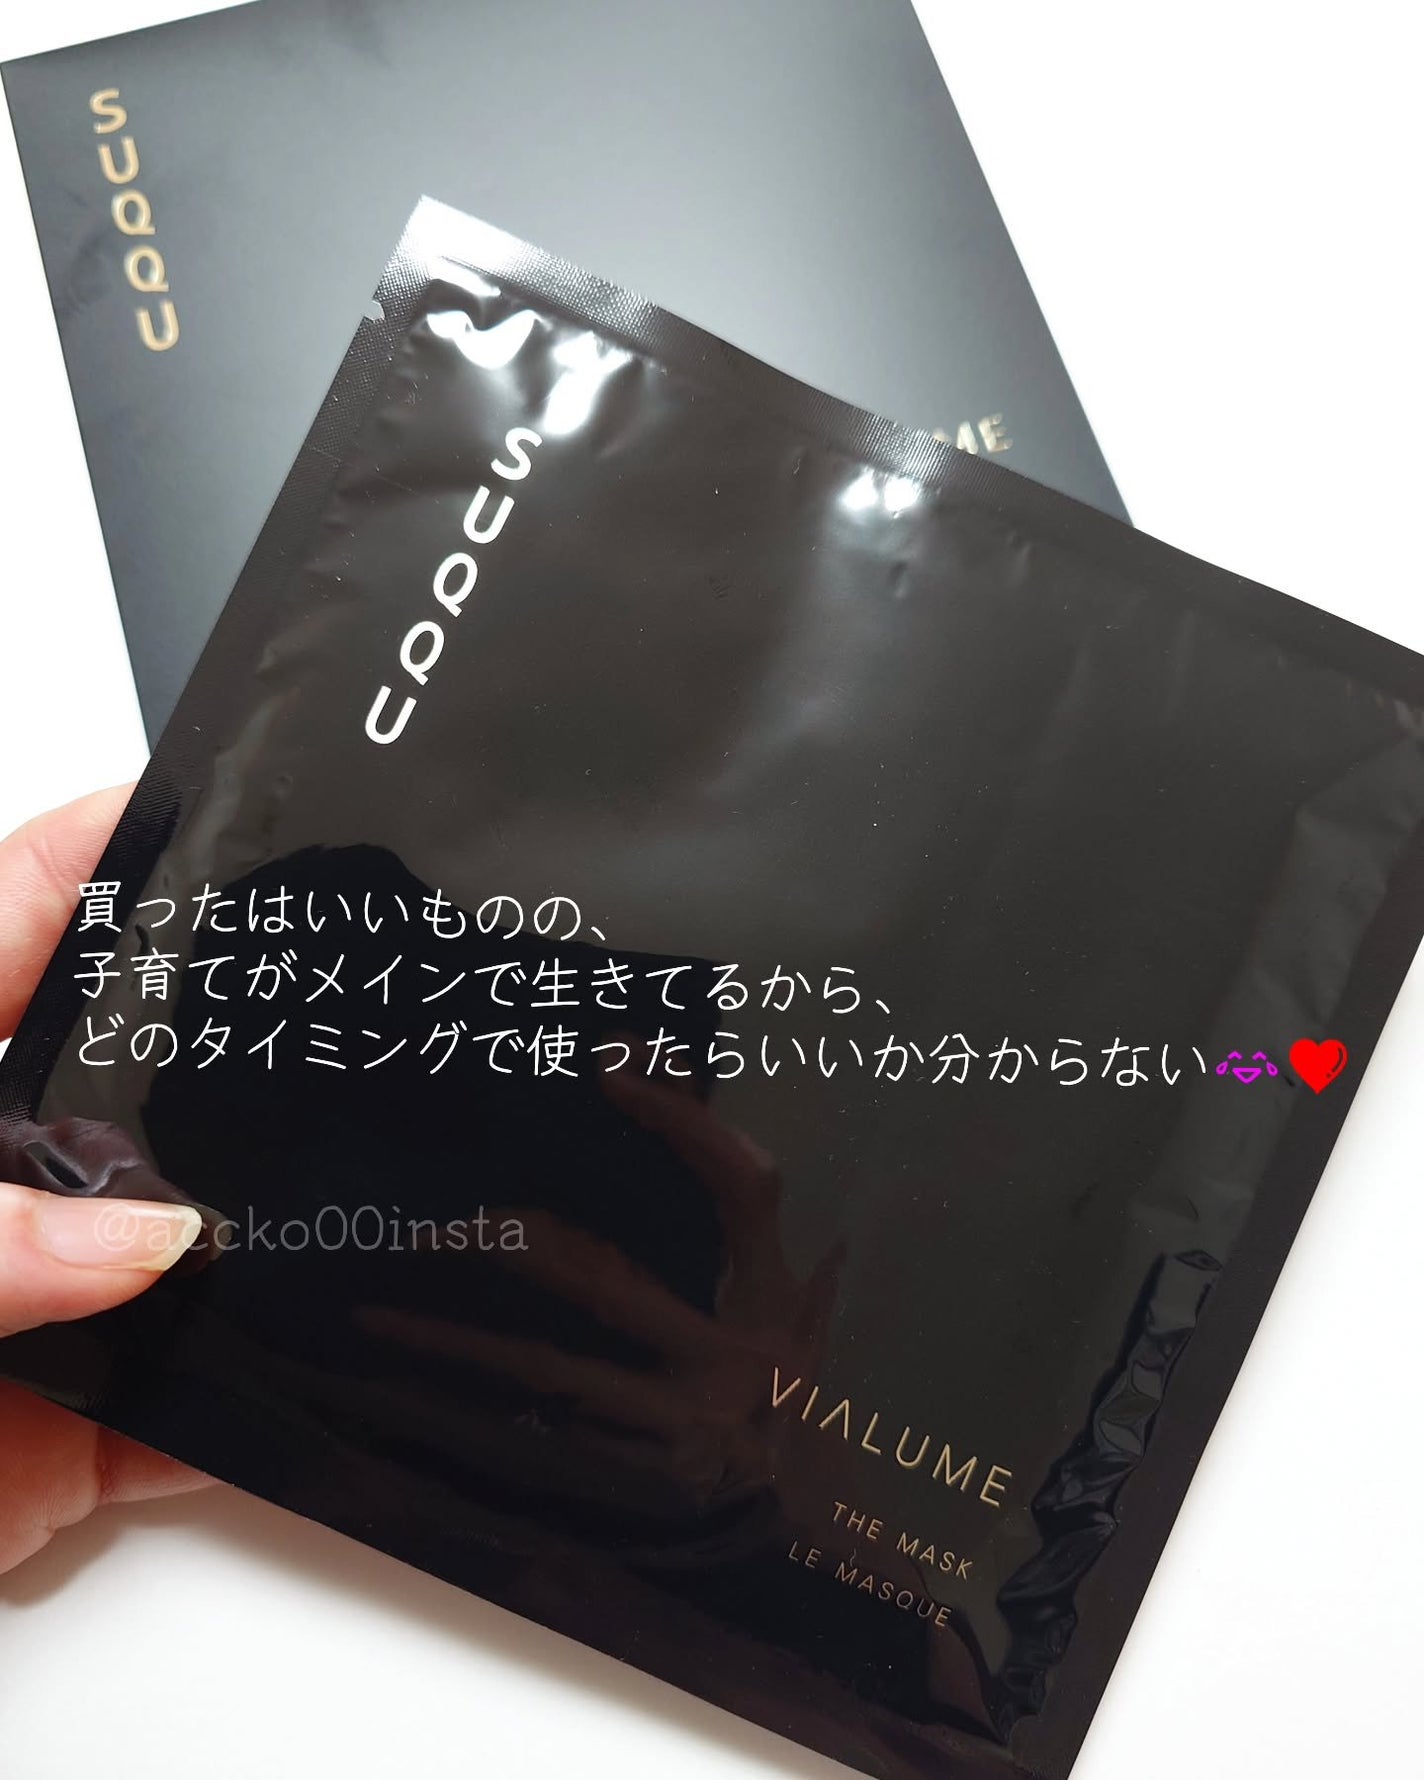 SUQQU
ME
SUQQU
買ったはいいものの、
子育てがメインで生きてるから、
どのタイミングで使ったらいいか分からない😂❤
@accko00insta
VIALUME
THE MASK
LE MASQUE